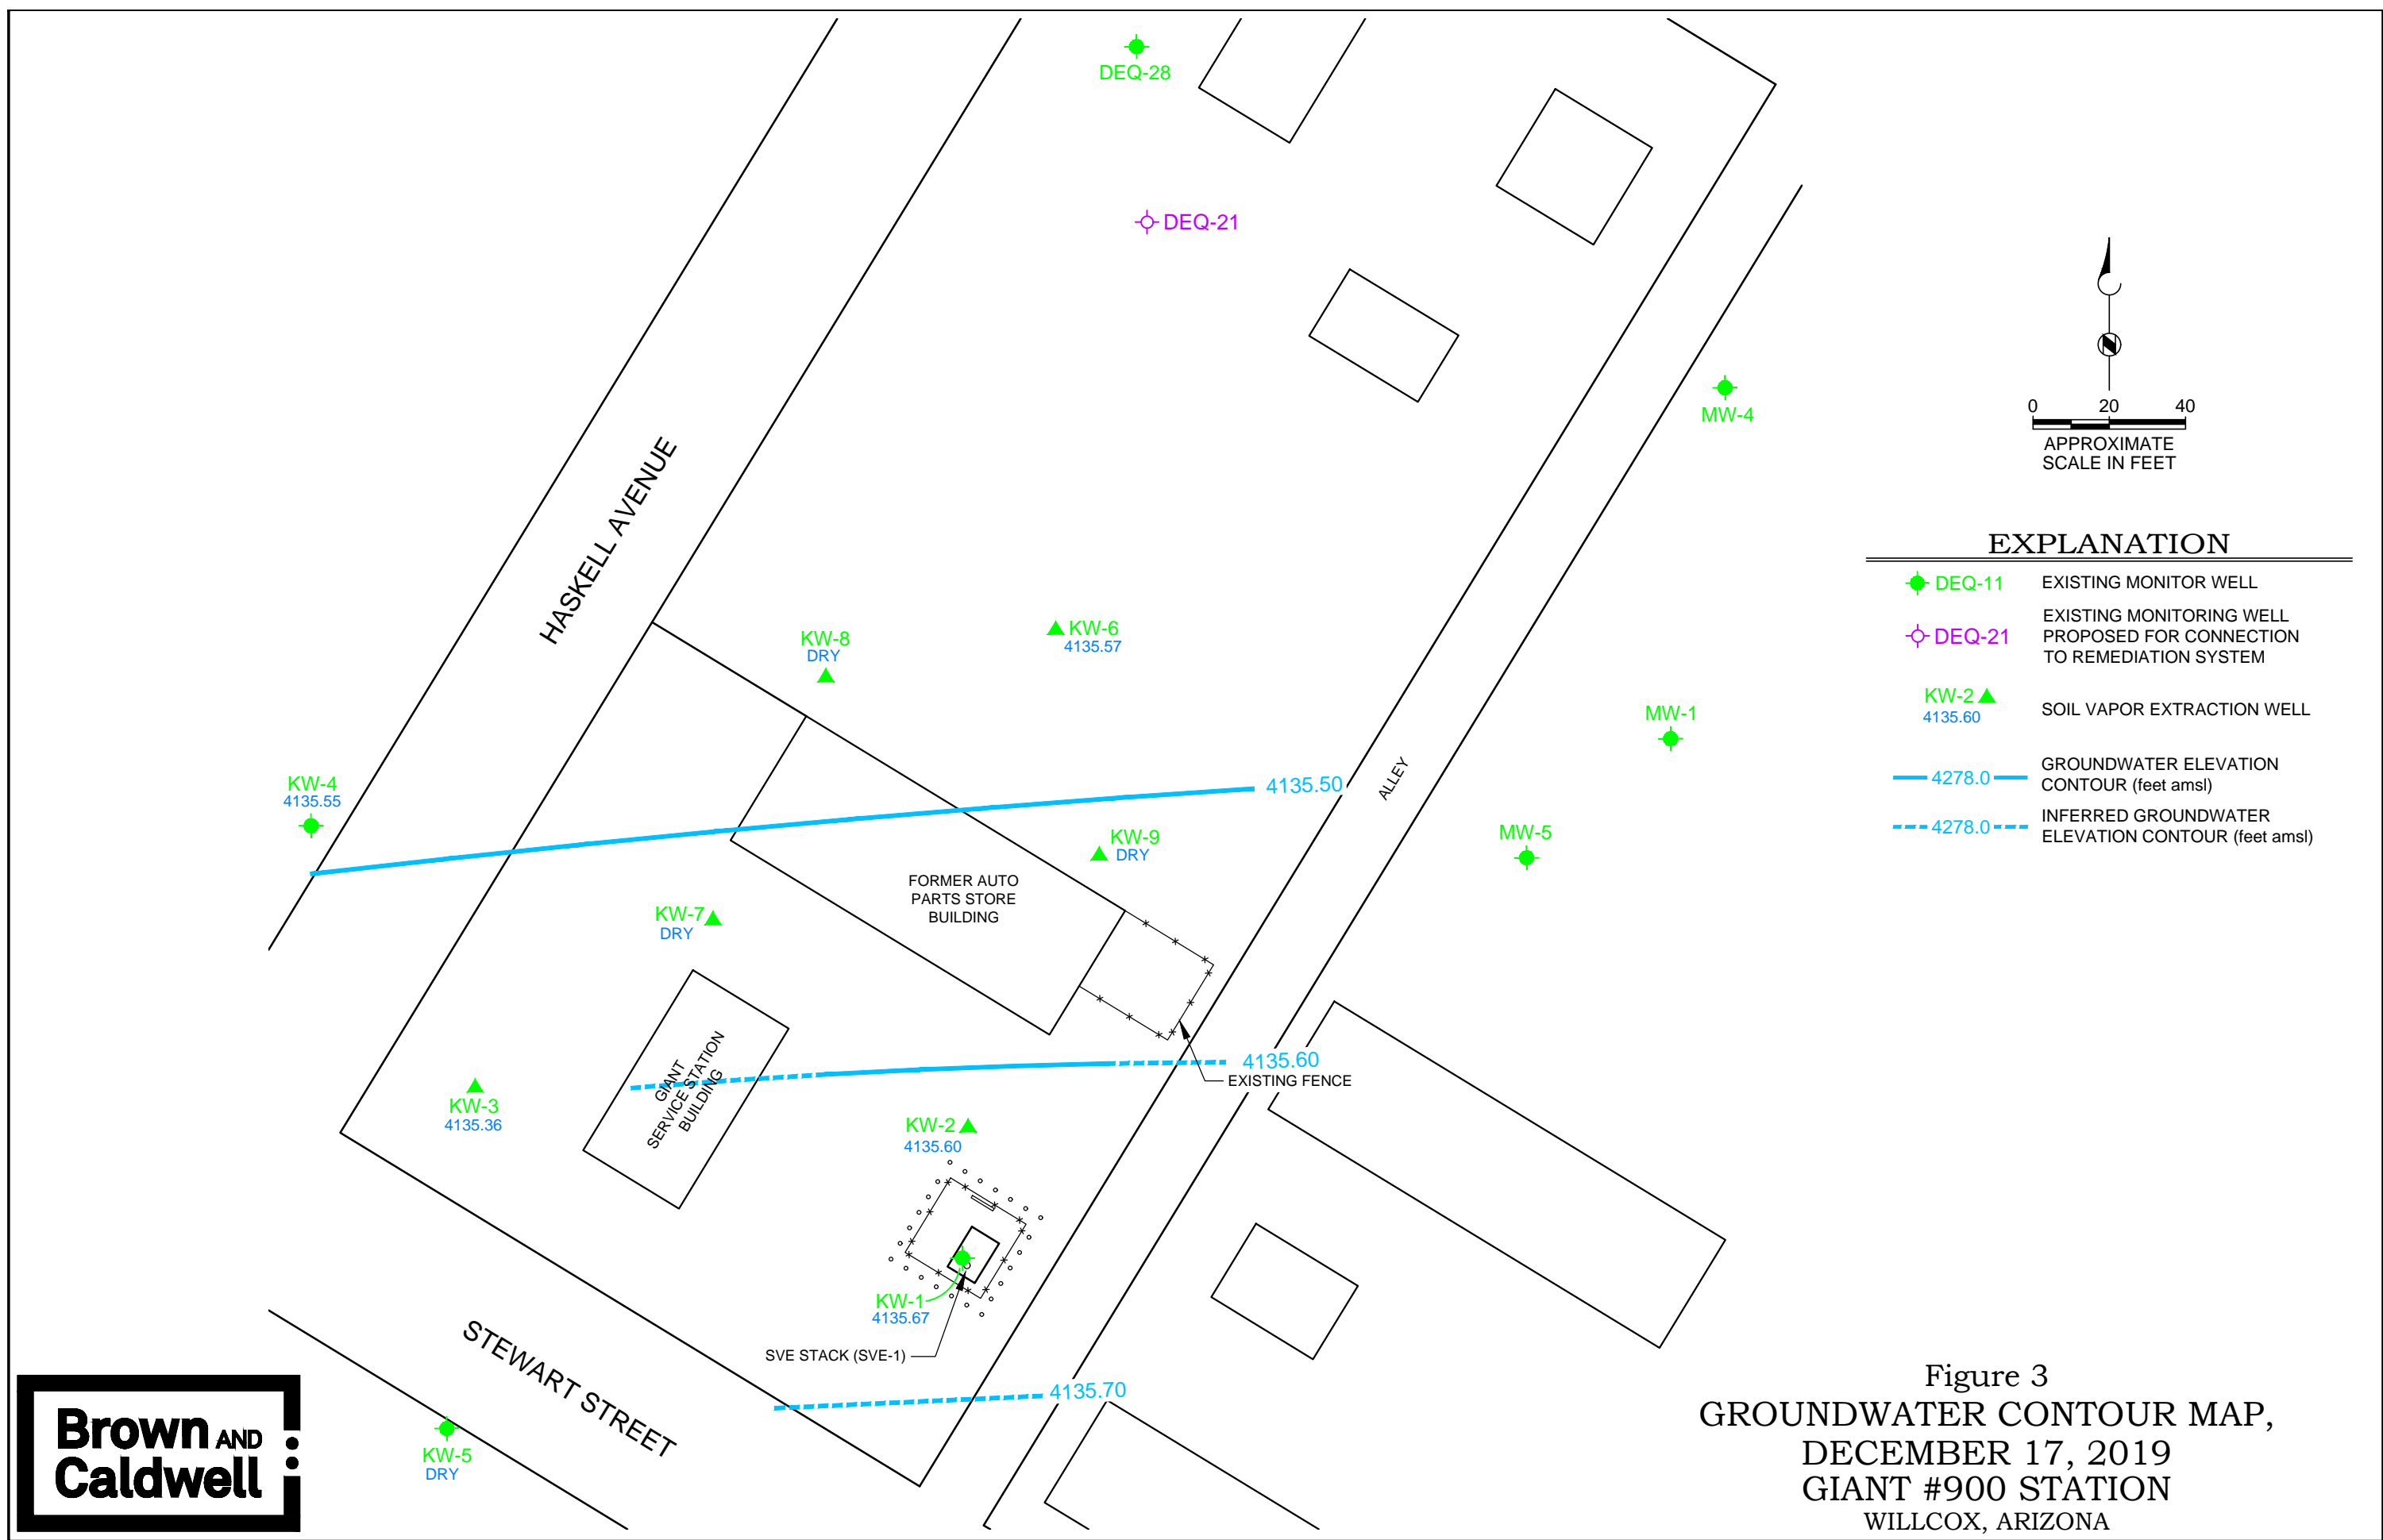 DEQ-28
DEQ-21
MW-4
0 20 40
APPROXIMATE
SCALE IN FEET
HASKELL AVENUE
EXPLANATION
DEQ-11 EXISTING MONITOR WELL
DEQ-21 EXISTING MONITORING WELL
PROPOSED FOR CONNECTION
TO REMEDIATION SYSTEM
KW-2
4135.60
SOIL VAPOR EXTRACTION WELL
4278.0 GROUNDWATER ELEVATION
CONTOUR (feet amsl)
4278.0 INFERRED GROUNDWATER
ELEVATION CONTOUR (feet amsl)
KW-8
DRY
KW-6
4135.57
MW-1
KW-4
4135.55
4135.50
ALLEY
KW-9
DRY
MW-5
FORMER AUTO
PARTS STORE
BUILDING
KW-7
DRY
GIANT
SERVICE STATION
BUILDING
4135.60
EXISTING FENCE
KW-3
4135.36
KW-2
4135.60
KW-1
4135.67
SVE STACK (SVE-1)
4135.70
STEWART STREET
KW-5
DRY
Brown AND
Caldwell
Figure 3
GROUNDWATER CONTOUR MAP,
DECEMBER 17, 2019
GIANT #900 STATION
WILLCOX, ARIZONA